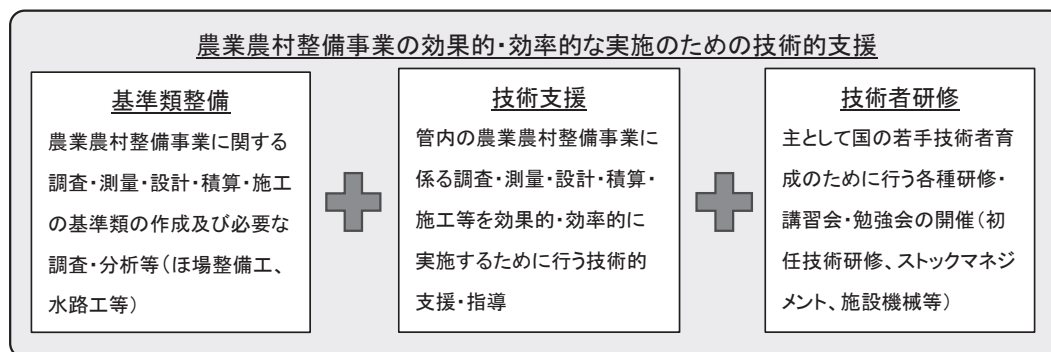 農業農村整備事業の効果的・効率的な実施のための技術的支援
基準類整備
農業農村整備事業に関する
調査・測量・設計・積算・施工
の基準類の作成及び必要な
調査・分析等（ほ場整備工、
水路工等）
技術支援
管内の農業農村整備事業に
係る調査・測量・設計・積算・
施工等を効果的・効率的に
実施するために行う技術的
支援・指導
技術者研修
主として国の若手技術者育
成のために行う各種研修・
講習会・勉強会の開催（初
任技術研修、ストックマネジ
メント、施設機械等）